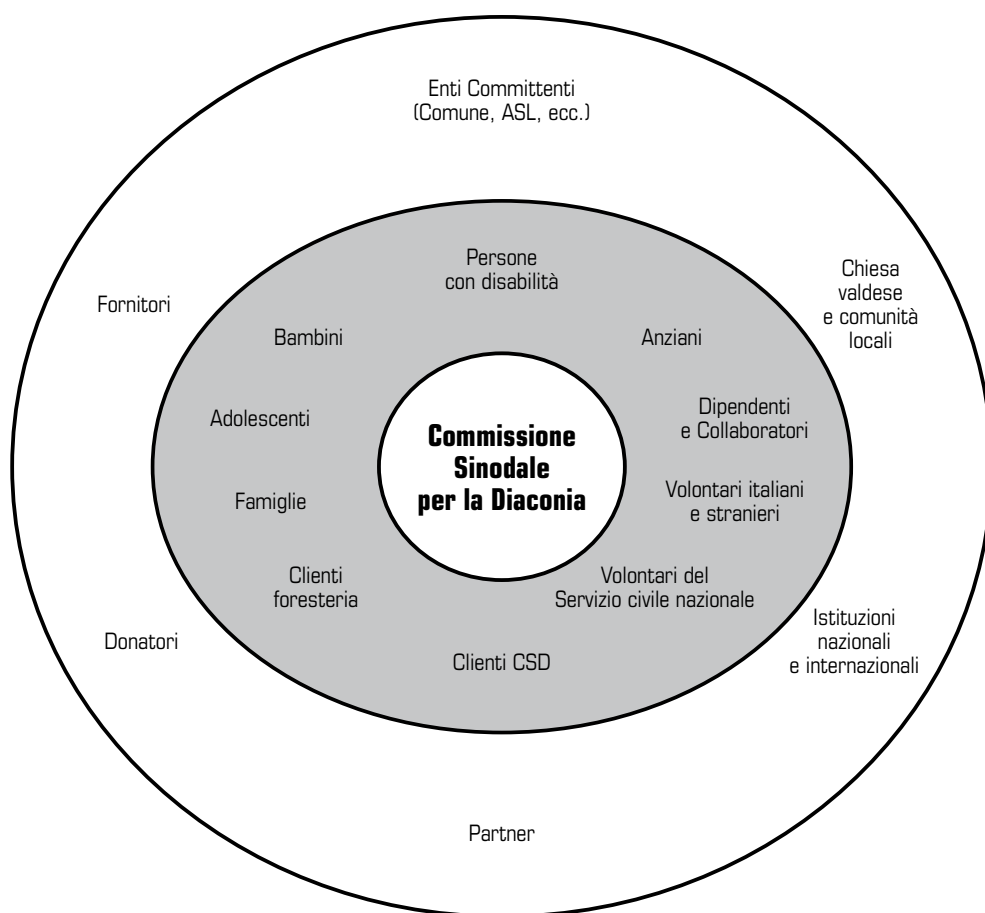 Enti Committenti
(Comune, ASL, ecc.)
Persone
con disabilità
Chiesa
valdese
e comunità
locali
Fornitori
Bambini
Anziani
Adolescenti
Dipendenti
e Collaboratori
Commissione
Sinodale
per la Diaconia
Famiglie
Volontari italiani
e stranieri
Clienti
foresteria
Volontari del
Servizio civile nazionale
Donatori
Clienti CSD
Istituzioni
nazionali
e internazionali
Partner